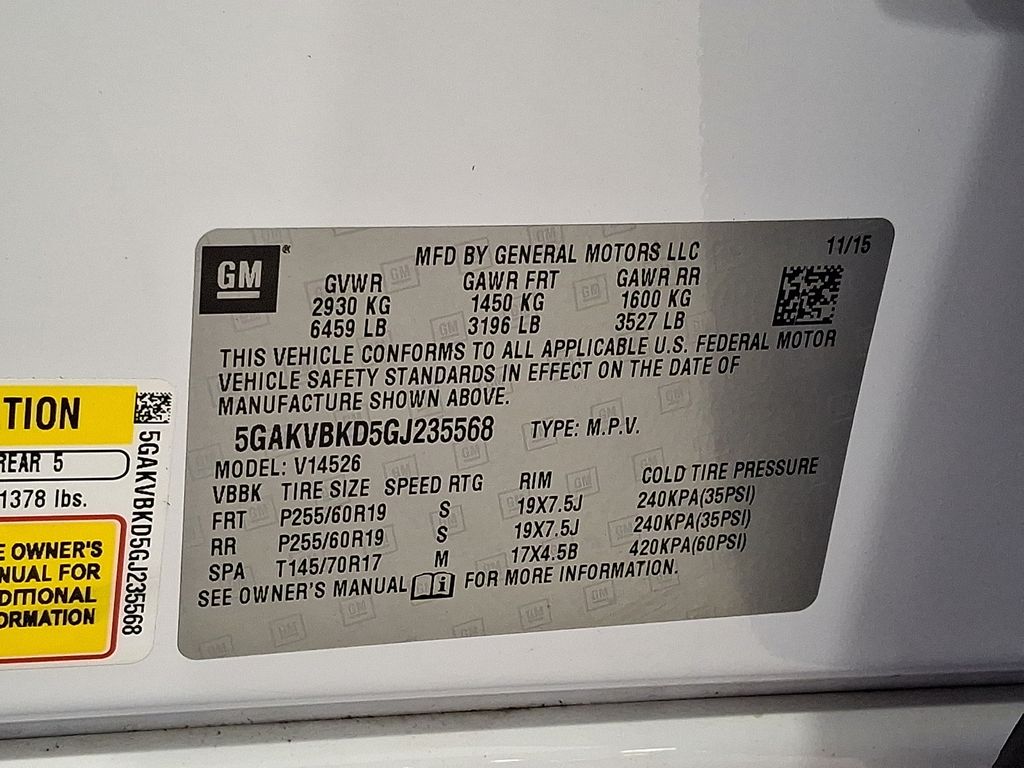 GM
®
MFD BY GENERAL MOTORS LLC
11/15
GVWR GAWR FRT GAWR RR
2930 KG 1450 KG 1600 KG
6459 LB 3196 LB 3527 LB
THIS VEHICLE CONFORMS TO ALL APPLICABLE U.S. FEDERAL MOTOR
VEHICLE SAFETY STANDARDS IN EFFECT ON THE DATE OF
MANUFACTURE SHOWN ABOVE.
5GAKVBKD5GJ235568 TYPE: M.P.V.
MODEL: V14526
VBBK TIRE SIZE SPEED RTG RIM COLD TIRE PRESSURE
FRT P255/60R19 S 19X7.5J 240KPA(35PSI)
RR P255/60R19 S 19X7.5J 240KPA(35PSI)
SPA T145/70R17 M 17X4.5B 420KPA(60PSI)
SEE OWNER'S MANUAL i FOR MORE INFORMATION.
TION
REAR 5
1378 lbs.
E OWNER'S
NUAL FOR
DITIONAL
ORMATION
5GAKVBKD5GJ235568